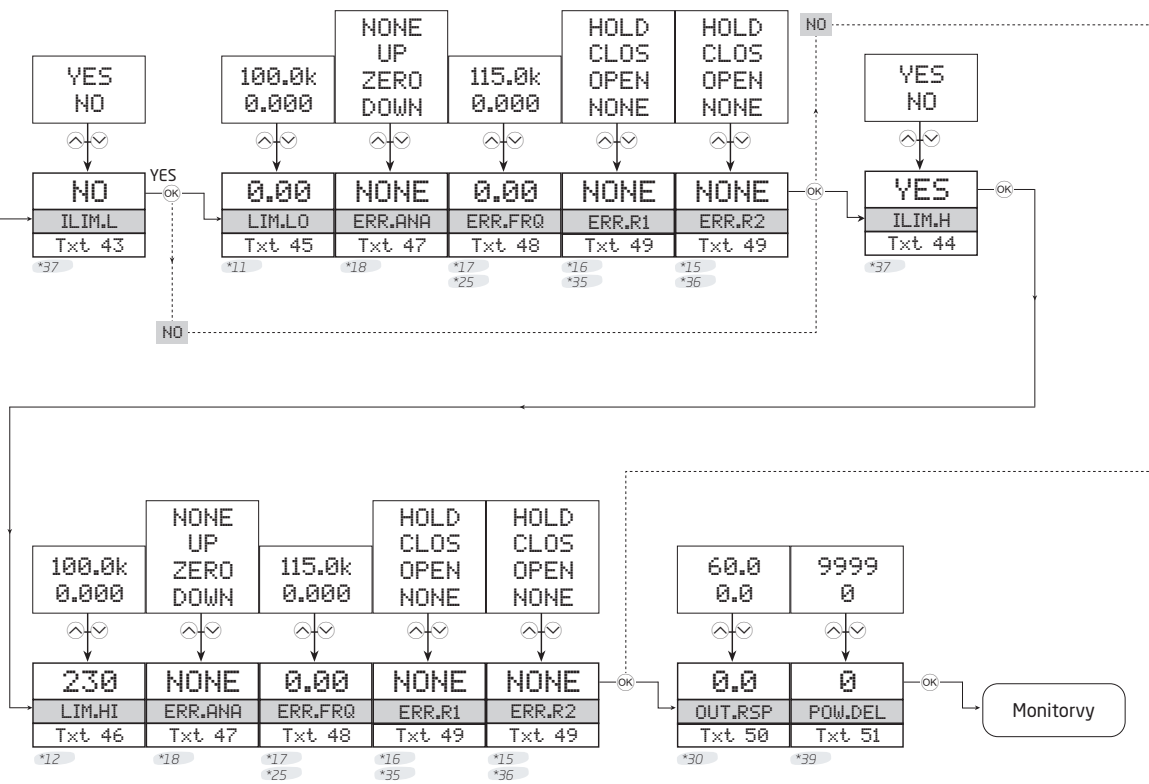 NO
YES
NO
100.0k
0.000
NONE
UP
ZERO
DOWN
115.0k
0.000
HOLD
CLOS
OPEN
NONE
HOLD
CLOS
OPEN
NONE
YES
NO
NO
ILIM.L
Txt 43
*37
YES
OK
0.00
LIM.LO
Txt 45
*11
NONE
ERR.ANA
Txt 47
*18
0.00
ERR.FRQ
Txt 48
*17
*25
NONE
ERR.R1
Txt 49
*16
*35
NONE
ERR.R2
Txt 49
*15
*36
OK
YES
ILIM.H
Txt 44
*37
OK
NO
100.0k
0.000
NONE
UP
ZERO
DOWN
115.0k
0.000
HOLD
CLOS
OPEN
NONE
HOLD
CLOS
OPEN
NONE
60.0
0.0
9999
0
230
LIM.HI
Txt 46
*12
NONE
ERR.ANA
Txt 47
*18
0.00
ERR.FRQ
Txt 48
*17
*25
NONE
ERR.R1
Txt 49
*16
*35
NONE
ERR.R2
Txt 49
*15
*36
OK
0.0
OUT.RSP
Txt 50
*30
0
POW.DEL
Txt 51
*39
OK
Monitorvy